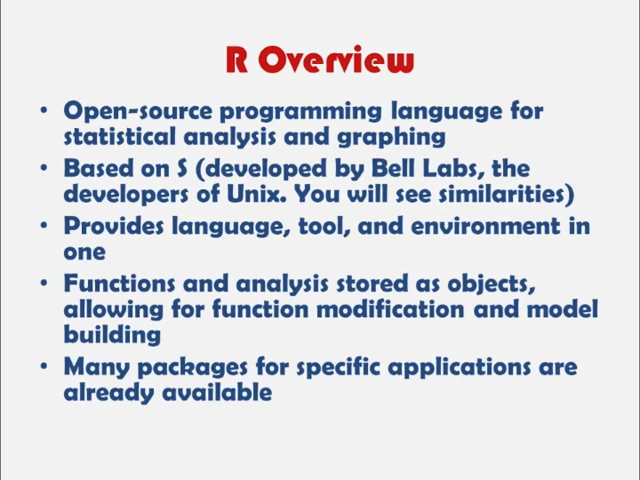 R Overview
• Open-source programming language for
statistical analysis and graphing
• Based on S (developed by Bell Labs, the
developers of Unix. You will see similarities)
• Provides language, tool, and environment in
one
• Functions and analysis stored as objects,
allowing for function modification and model
building
• Many packages for specific applications are
already available